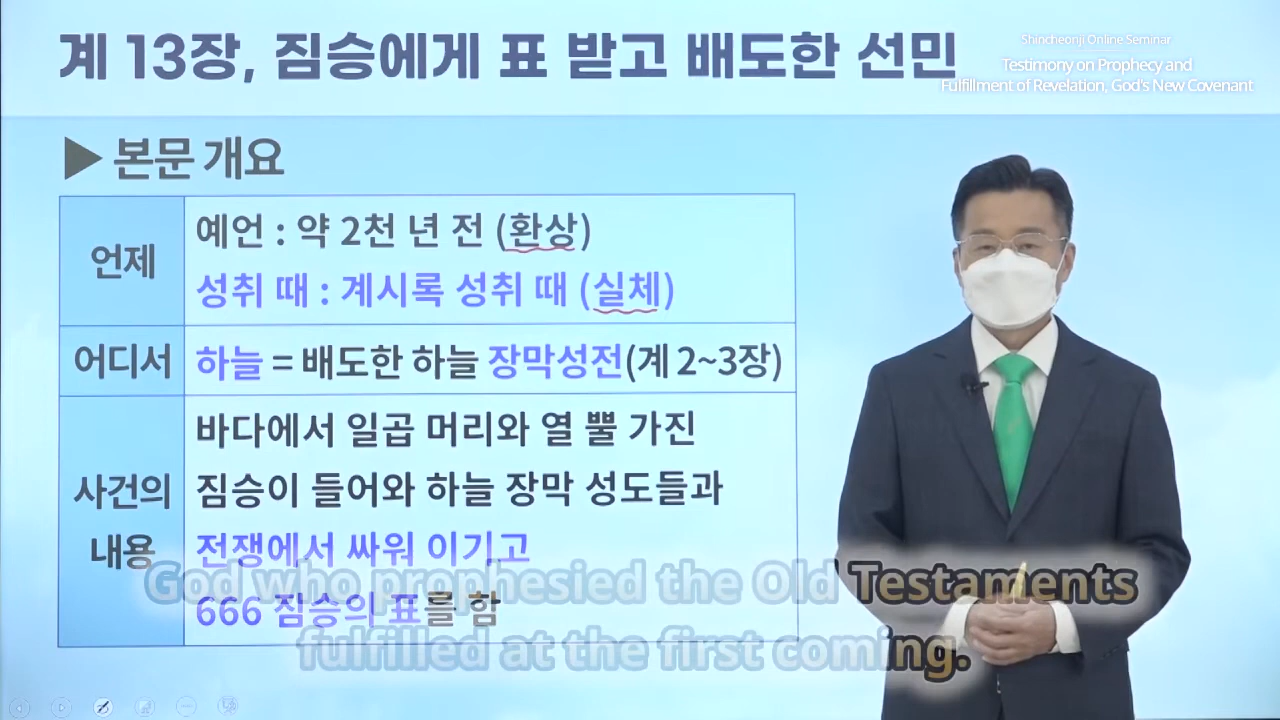 계 13장, 짐승에게 표 받고 배도한 선민
Shincheonji Online Seminar
Testimony on Prophecy and
Fulfillment of Revelation, God's New Covenant
▶ 본문 개요
언제
예언 : 약 2천 년 전 (환상)
성취 때 : 계시록 성취 때 (실체)
어디서
하늘 = 배도한 하늘 장막성전(계 2~3장)
사건의
내용
바다에서 일곱 머리와 열 뿔 가진
짐승이 들어와 하늘 장막 성도들과
전쟁에서 싸워 이기고
666 짐승의 표를 함
God who prophesied the Old Testaments
fulfilled at the first coming.